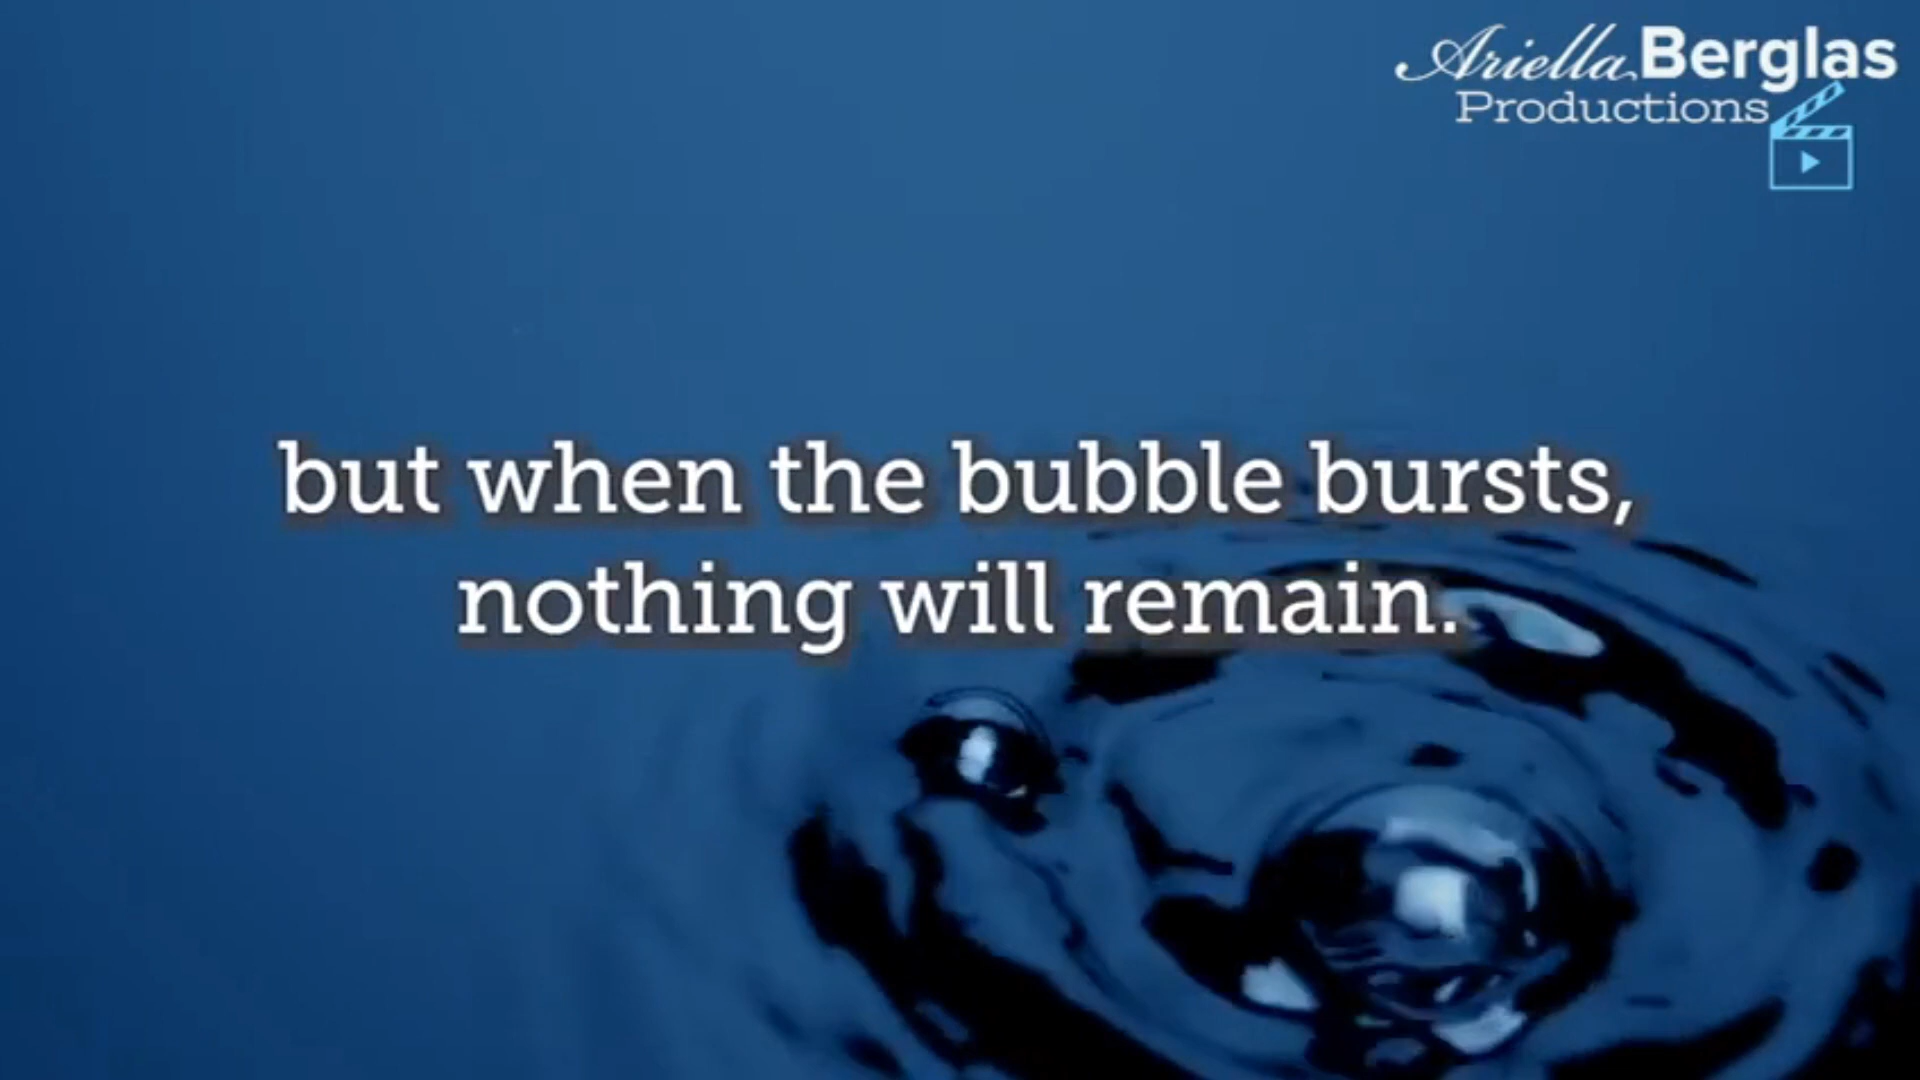 Ariella Berglas
Productions
but when the bubble bursts,
nothing will remain.